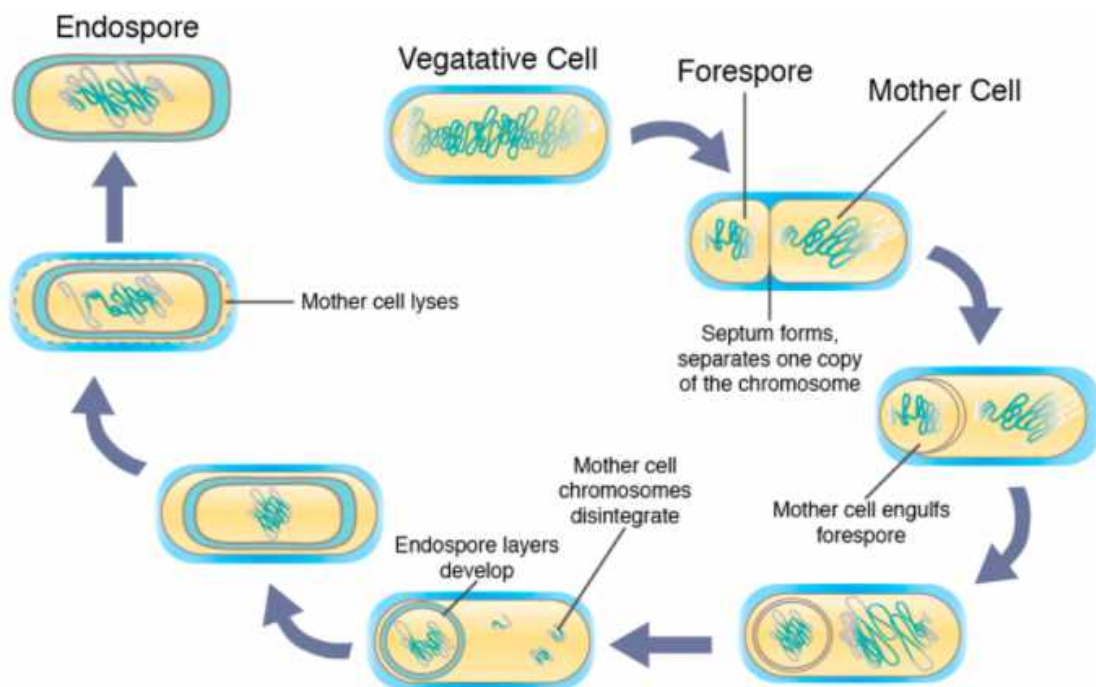 Endospore
Vegatative Cell
Forespore
Mother Cell
Mother cell lyses
Septum forms,
separates one copy
of the chromosome
Mother cell engulfs
forespore
Mother cell
chromosomes
disintegrate
Endospore layers
develop